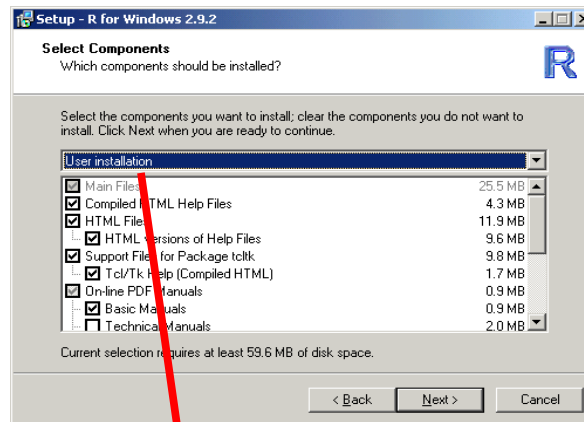 Setup - R for Windows 2.9.2
Select Components
Which components should be installed?
R
Select the components you want to install; clear the components you do not want to
install. Click Next when you are ready to continue.
User installation
Main Files 25.5 MB
Compiled HTML Help Files 4.3 MB
HTML Files 11.9 MB
HTML versions of Help Files 9.6 MB
Support Files for Package tcltk 9.8 MB
Tcl/Tk Help (Compiled HTML) 1.7 MB
On-line PDF Manuals 0.9 MB
Basic Manuals 0.9 MB
Technical Manuals 2.0 MB
Current selection requires at least 59.6 MB of disk space.
< Back Next > Cancel